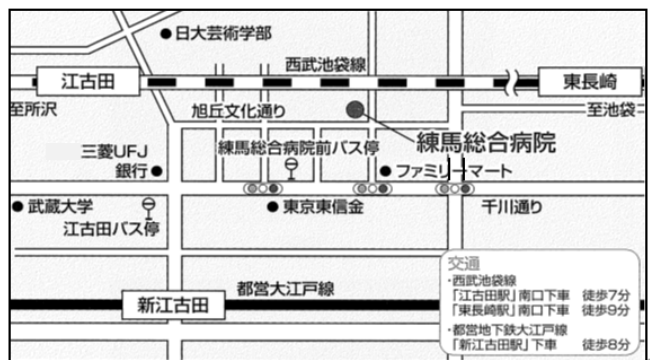 日大芸術学部
西武池袋線
江古田
東長崎
至所沢
旭丘文化通り
至池袋
練馬総合病院
三菱UFJ
銀行
練馬総合病院前バス停
ファミリーマート
武蔵大学
江古田バス停
東京東信金
千川通り
都営大江戸線
新江古田
交通
・西武池袋線
「江古田駅」南口下車 徒歩7分
「東長崎駅」南口下車 徒歩9分
・都営地下鉄大江戸線
「新江古田駅」下車 徒歩8分